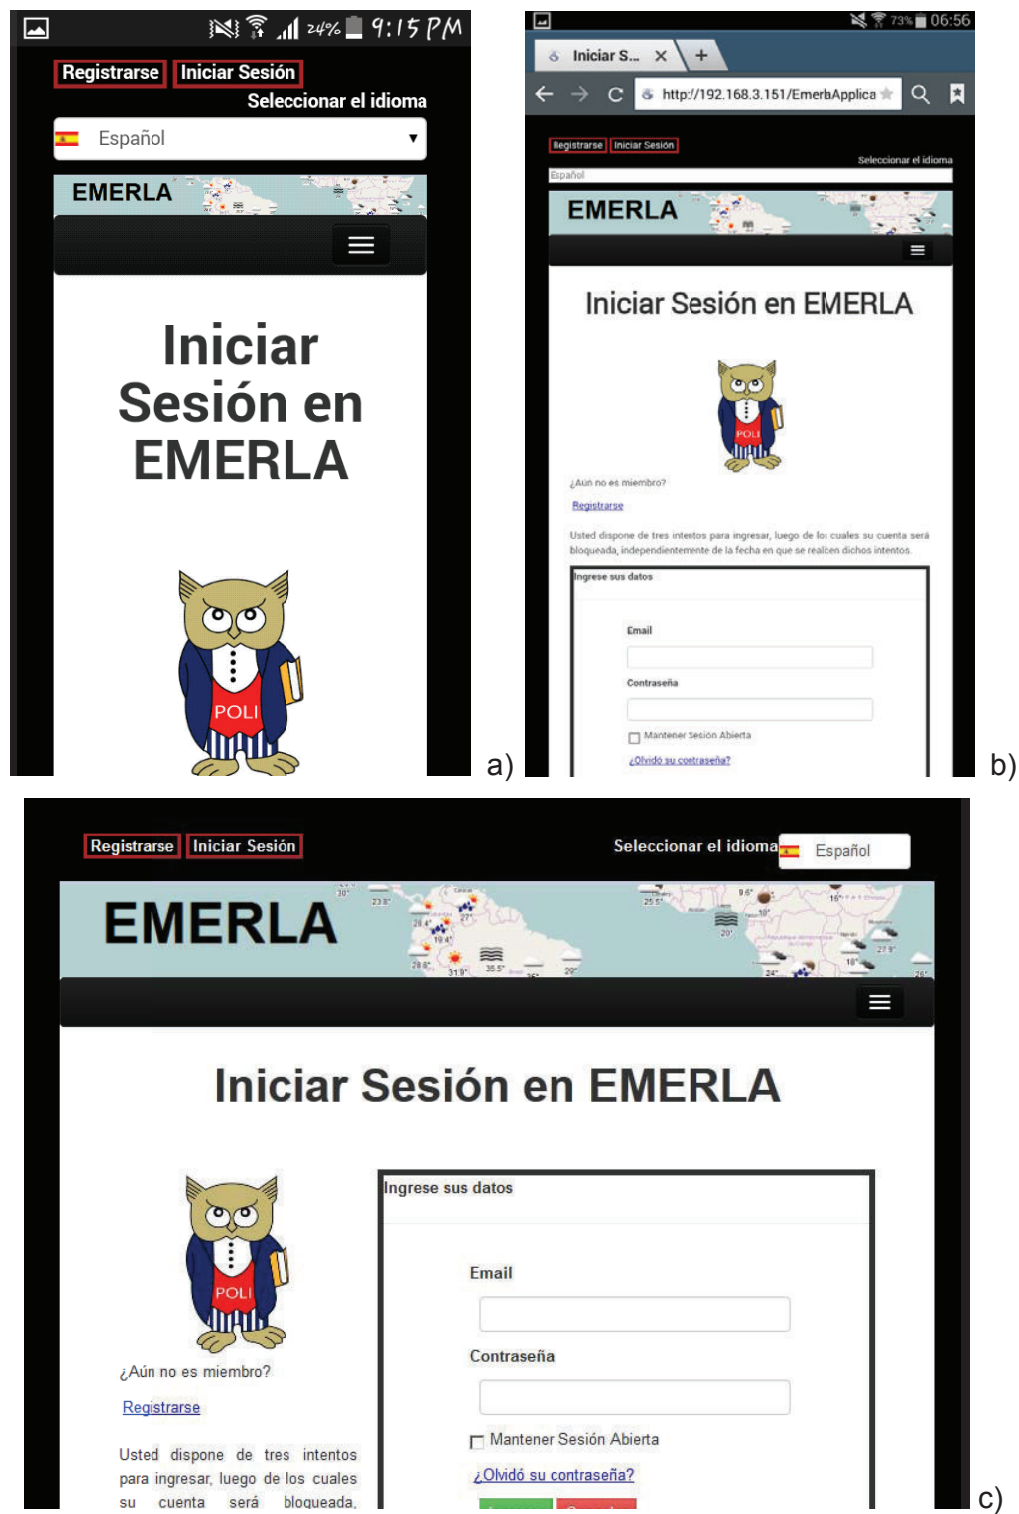 24% 9:15 PM
Registrarse Iniciar Sesión
Seleccionar el idioma
Español
EMERLA
Iniciar
Sesión en
EMERLA
POLI
a)
73% 06:56
Iniciar S... × +
http://192.168.3.151/EmerlaApplica
Registrarse Iniciar Sesión
Seleccionar el idioma
Español
EMERLA
Iniciar Sesión en EMERLA
POLI
¿Aún no es miembro?
Registrarse
Usted dispone de tres intentos para ingresar, luego de los cuales su cuenta será
bloqueada, independientemente de la fecha en que se realicen dichos intentos.
Ingrese sus datos
Email
Contraseña
Mantener Sesión Abierta
¿Olvidó su contraseña?
b)
Registrarse Iniciar Sesión
Seleccionar el idioma Español
EMERLA
Iniciar Sesión en EMERLA
POLI
¿Aún no es miembro?
Registrarse
Usted dispone de tres intentos
para ingresar, luego de los cuales
su cuenta será bloqueada,
Ingrese sus datos
Email
Contraseña
Mantener Sesión Abierta
¿Olvidó su contraseña?
c)